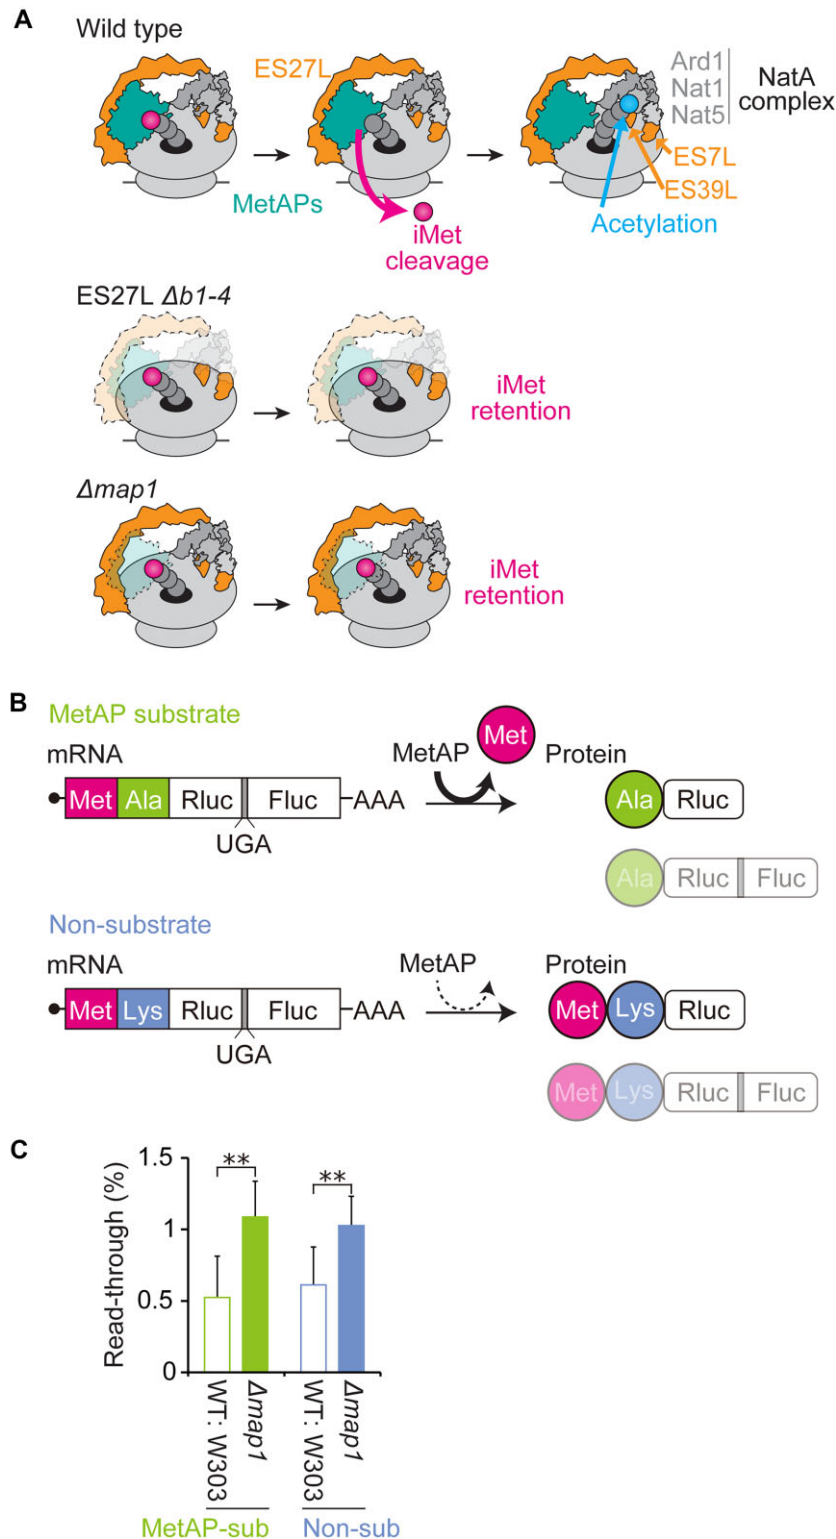 A
Wild type
ES27L
Ard1
Nat1
Nat5
NatA
complex
MetAPs
iMet
cleavage
ES7L
ES39L
Acetylation
ES27L Δb1-4
iMet
retention
Δmap1
iMet
retention
B
MetAP substrate
mRNA
Met Ala Rluc Fluc AAA
UGA
MetAP
Met
Protein
Ala Rluc
Ala Rluc Fluc
Non-substrate
mRNA
Met Lys Rluc Fluc AAA
UGA
MetAP
Protein
Met Lys Rluc
Met Lys Rluc Fluc
C
Read-through (%)
1.5
1
0.5
0
**
**
WT: W303
Δmap1
WT: W303
Δmap1
MetAP-sub
Non-sub